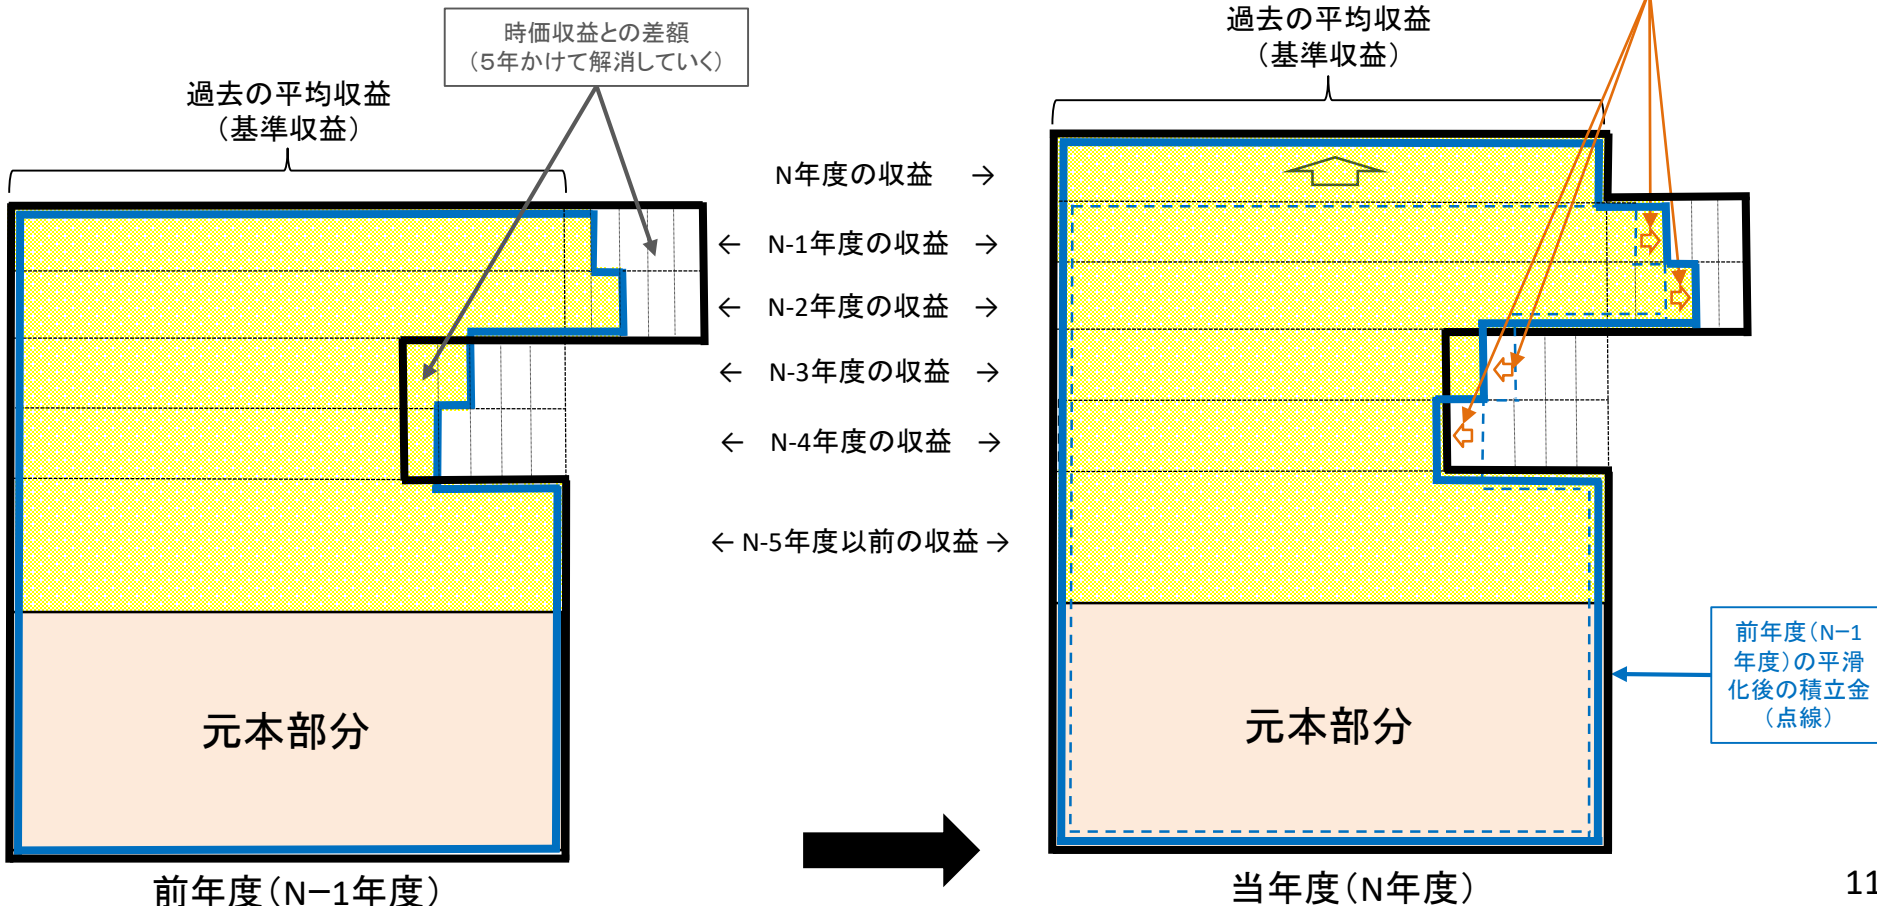 時価収益との差額
（５年かけて解消していく）
過去の平均収益
（基準収益）
過去の平均収益
（基準収益）
N年度の収益 →
← N-1年度の収益 →
← N-2年度の収益 →
← N-3年度の収益 →
← N-4年度の収益 →
← N-5年度以前の収益 →
元本部分
元本部分
前年度（N−1
年度）の平滑
化後の積立金
（点線）
前年度（N−1年度）
当年度（N年度）
11